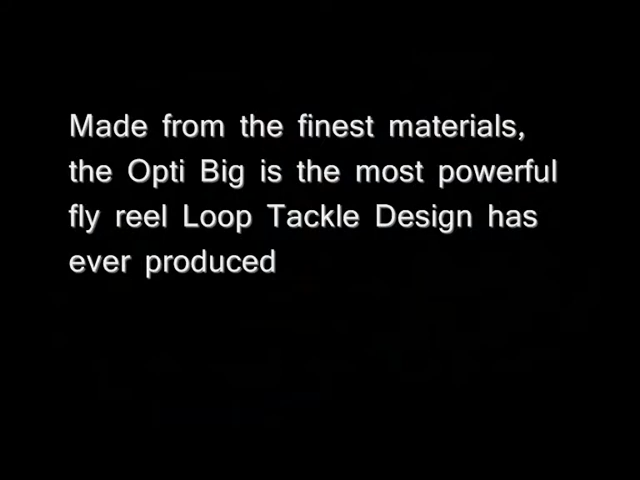 Made from the finest materials,
the Opti Big is the most powerful
fly reel Loop Tackle Design has
ever produced